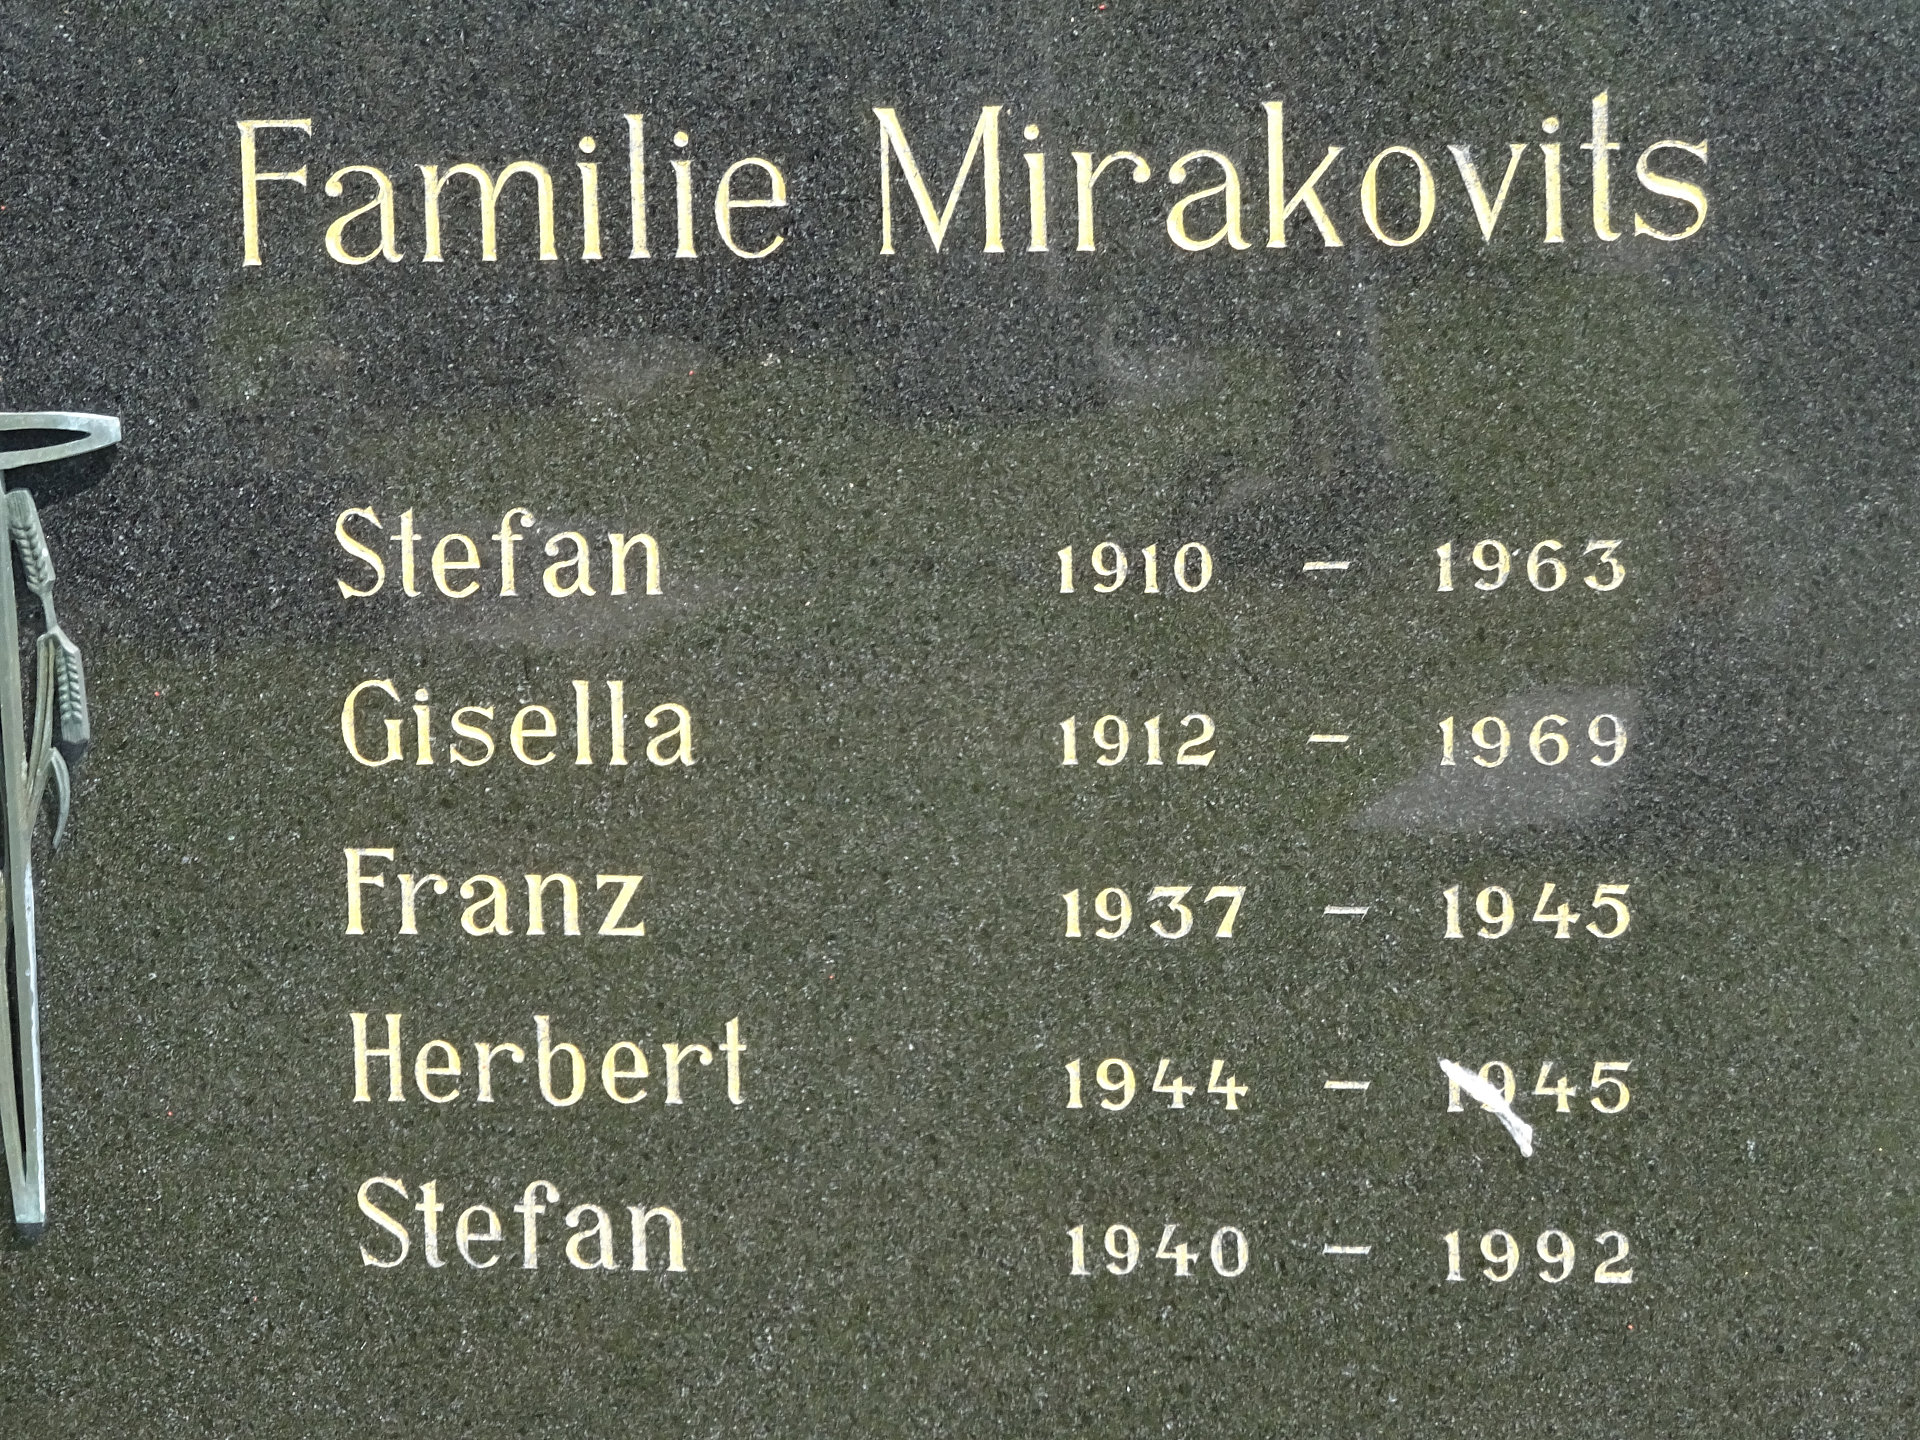 Familie Mirakovits
Stefan 1910 – 1963
Gisella 1912 – 1969
Franz 1937 – 1945
Herbert 1944 – 1945
Stefan 1940 – 1992